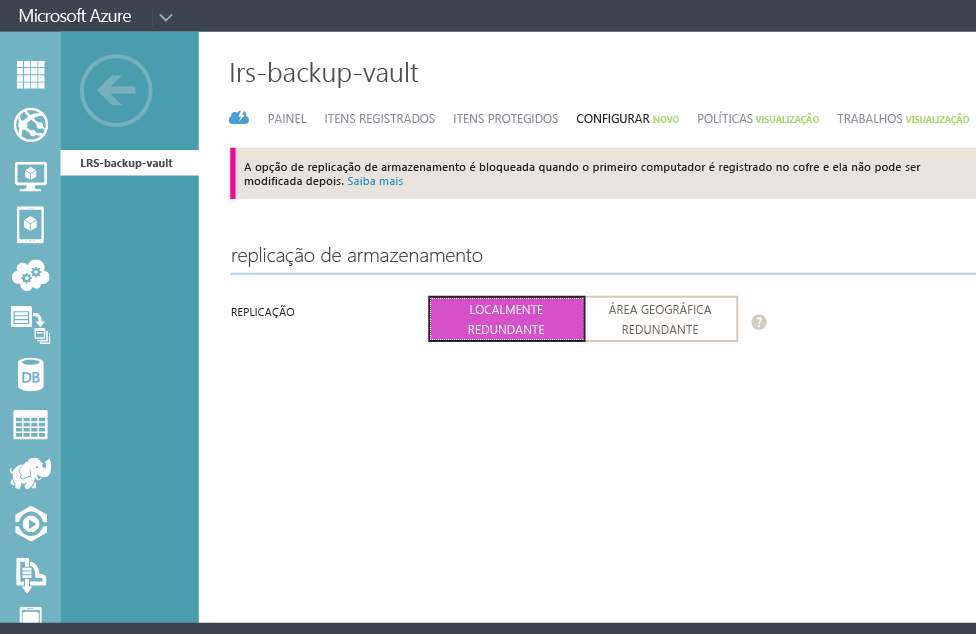 Microsoft Azure
lrs-backup-vault
PAINEL ITENS REGISTRADOS ITENS PROTEGIDOS CONFIGURAR NOVO POLÍTICAS VISUALIZAÇÃO TRABALHOS VISUALIZAÇÃO
LRS-backup-vault
A opção de replicação de armazenamento é bloqueada quando o primeiro computador é registrado no cofre e ela não pode ser
modificada depois. Saiba mais
replicação de armazenamento
REPLICAÇÃO
LOCALMENTE
REDUNDANTE
ÁREA GEOGRÁFICA
REDUNDANTE
?
DB